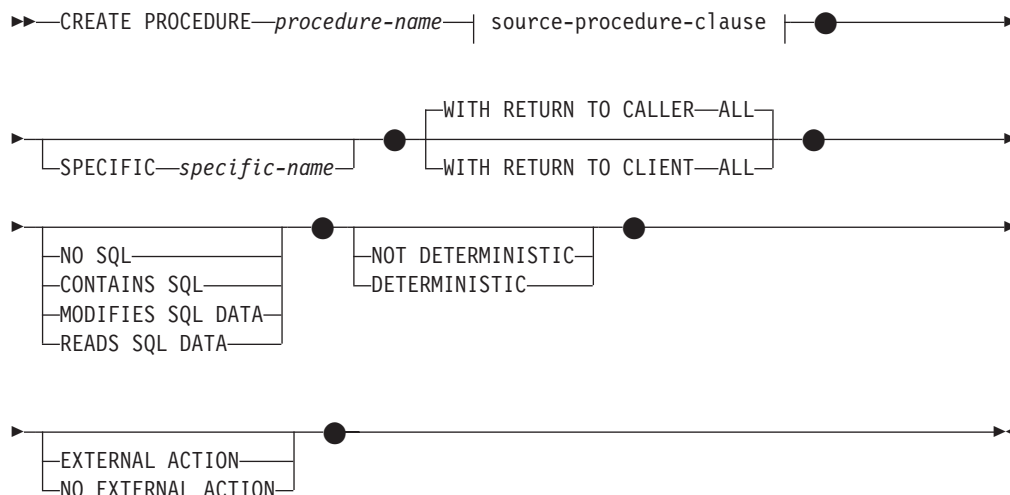 CREATE PROCEDURE procedure-name source-procedure-clause
WITH RETURN TO CALLER ALL
SPECIFIC specific-name WITH RETURN TO CLIENT ALL
NO SQL NOT DETERMINISTIC
CONTAINS SQL DETERMINISTIC
MODIFIES SQL DATA
READS SQL DATA
EXTERNAL ACTION
NO EXTERNAL ACTION